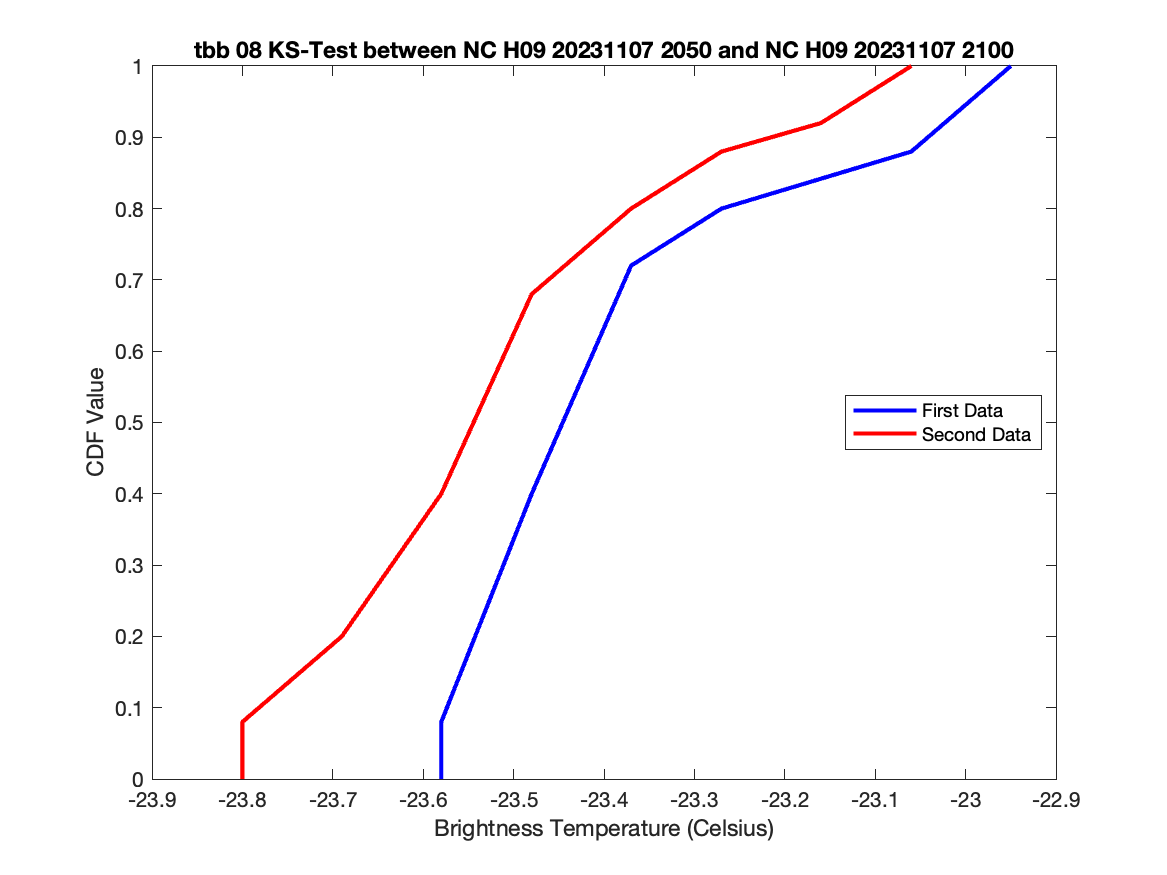 tbb 08 KS-Test between NC H09 20231107 2050 and NC H09 20231107 2100
1
0.9
0.8
0.7
0.6
0.5
0.4
0.3
0.2
0.1
0
CDF Value
First Data
Second Data
-23.9 -23.8 -23.7 -23.6 -23.5 -23.4 -23.3 -23.2 -23.1 -23 -22.9
Brightness Temperature (Celsius)